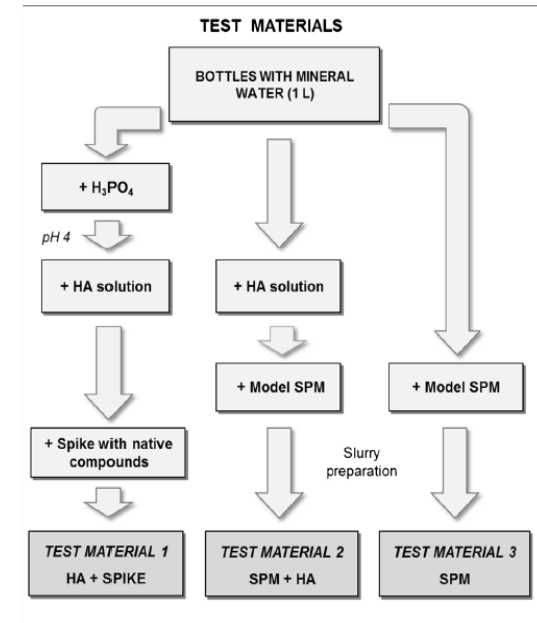 TEST MATERIALS
BOTTLES WITH MINERAL
WATER (1 L)
+ H₃PO₄
pH 4
+ HA solution
+ HA solution
+ Model SPM
+ Model SPM
+ Spike with native
compounds
Slurry
preparation
TEST MATERIAL 1
HA + SPIKE
TEST MATERIAL 2
SPM + HA
TEST MATERIAL 3
SPM